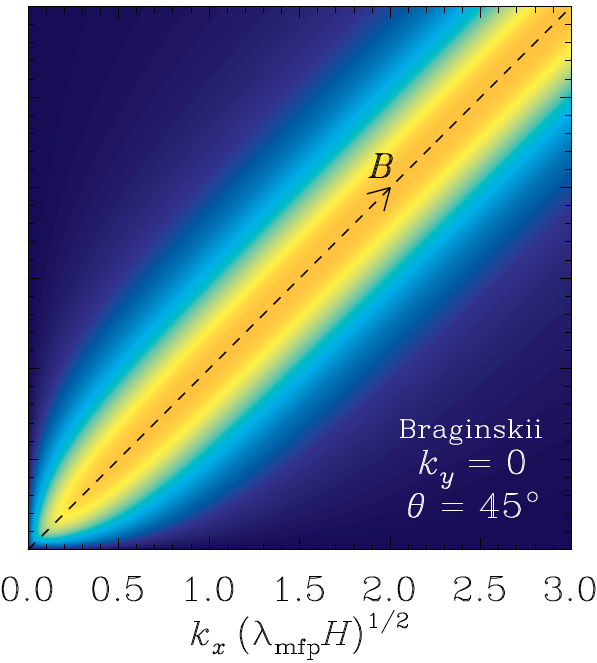 B
Braginskii
k_y = 0
θ = 45°
0.0 0.5 1.0 1.5 2.0 2.5 3.0
k_x (λ_mfp H)^1/2